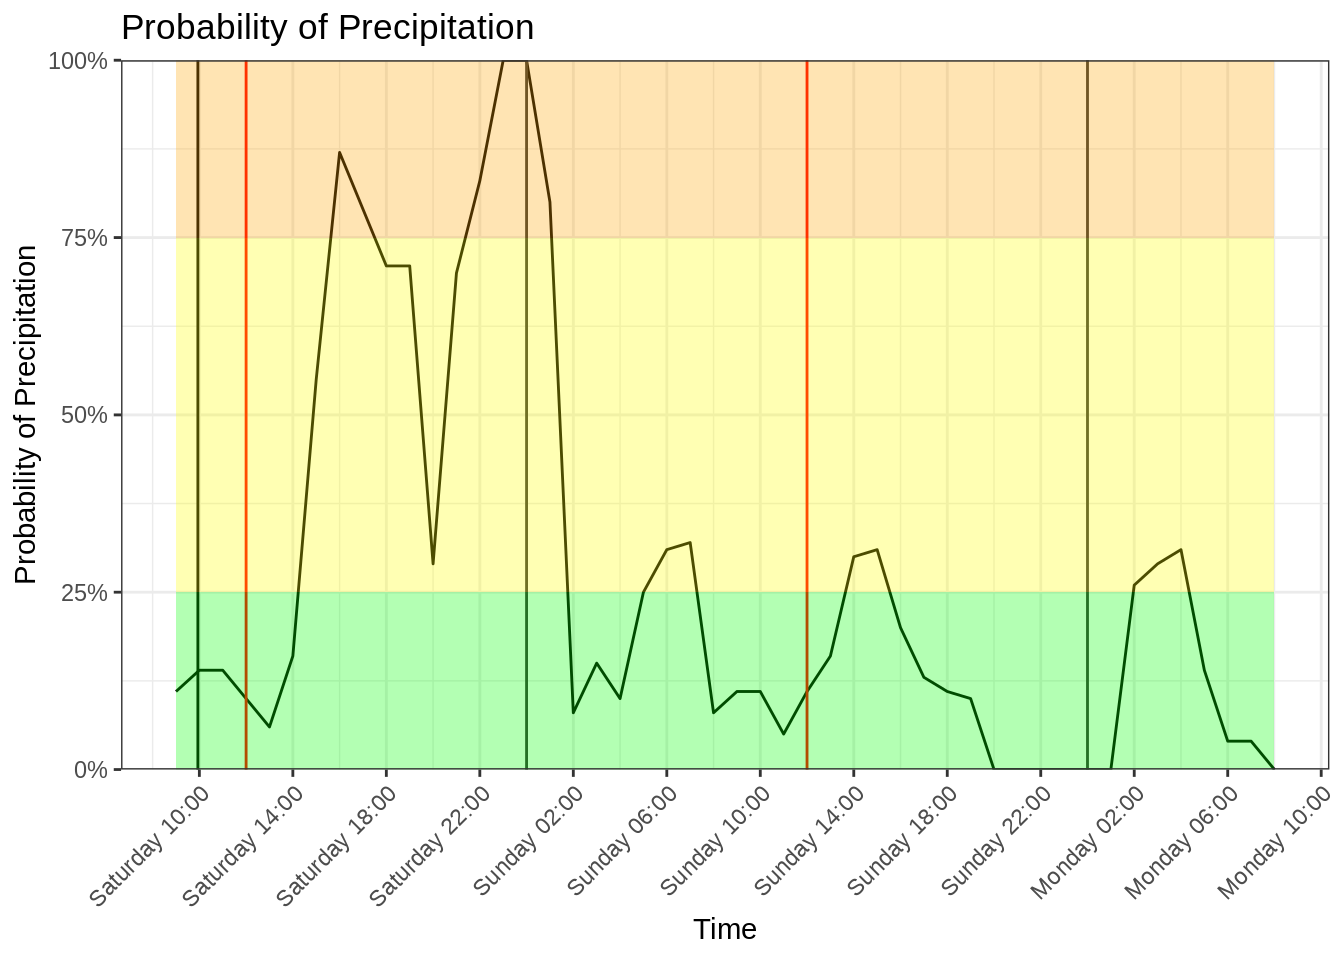 Probability of Precipitation
Probability of Precipitation
100%
75%
50%
25%
0%
Saturday 10:00
Saturday 14:00
Saturday 18:00
Saturday 22:00
Sunday 02:00
Sunday 06:00
Sunday 10:00
Sunday 14:00
Sunday 18:00
Sunday 22:00
Monday 02:00
Monday 06:00
Monday 10:00
Time